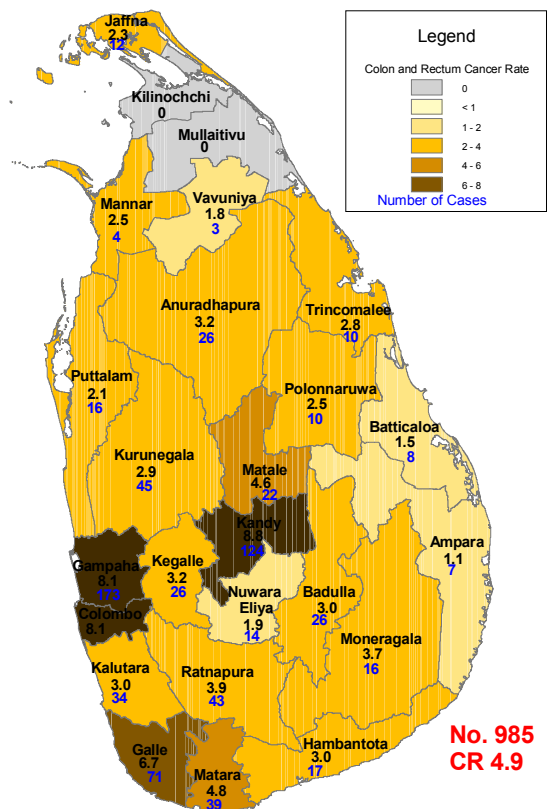 Jaffna
2.3
12
Kilinochchi
0
Mullaitivu
0
Legend
Colon and Rectum Cancer Rate
0
< 1
1 - 2
2 - 4
4 - 6
6 - 8
Number of Cases
Mannar
2.5
4
Vavuniya
1.8
3
Anuradhapura
3.2
26
Trincomalee
2.8
10
Puttalam
2.1
16
Polonnaruwa
2.5
10
Batticaloa
1.5
8
Kurunegala
2.9
45
Matale
4.6
22
Kandy
8.8
124
Ampara
1.1
7
Gampaha
8.1
173
Kegalle
3.2
26
Nuwara
Eliya
1.9
14
Badulla
3.0
26
Colombo
8.1
Moneragala
3.7
16
Kalutara
3.0
34
Ratnapura
3.9
43
Galle
6.7
71
Matara
4.8
39
Hambantota
3.0
17
No. 985
CR 4.9